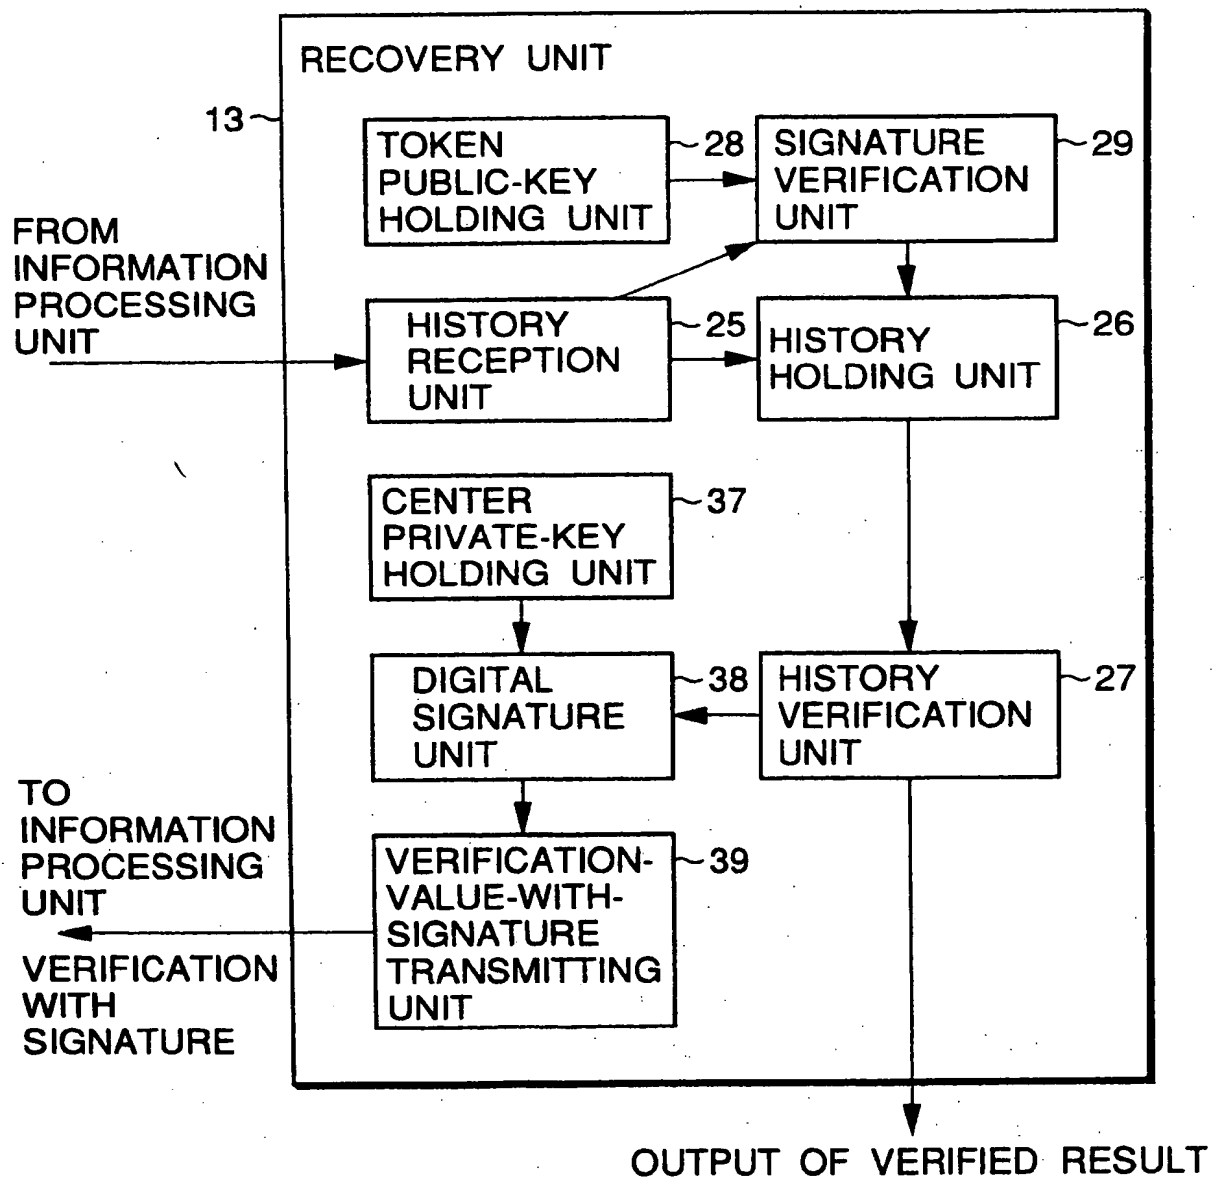 RECOVERY UNIT
13
TOKEN
PUBLIC-KEY
HOLDING UNIT
28
SIGNATURE
VERIFICATION
UNIT
29
FROM
INFORMATION
PROCESSING
UNIT
HISTORY
RECEPTION
UNIT
25
HISTORY
HOLDING UNIT
26
CENTER
PRIVATE-KEY
HOLDING UNIT
37
DIGITAL
SIGNATURE
UNIT
38
HISTORY
VERIFICATION
UNIT
27
TO
INFORMATION
PROCESSING
UNIT
VERIFICATION-
VALUE-WITH-
SIGNATURE
TRANSMITTING
UNIT
39
VERIFICATION
WITH
SIGNATURE
OUTPUT OF VERIFIED RESULT